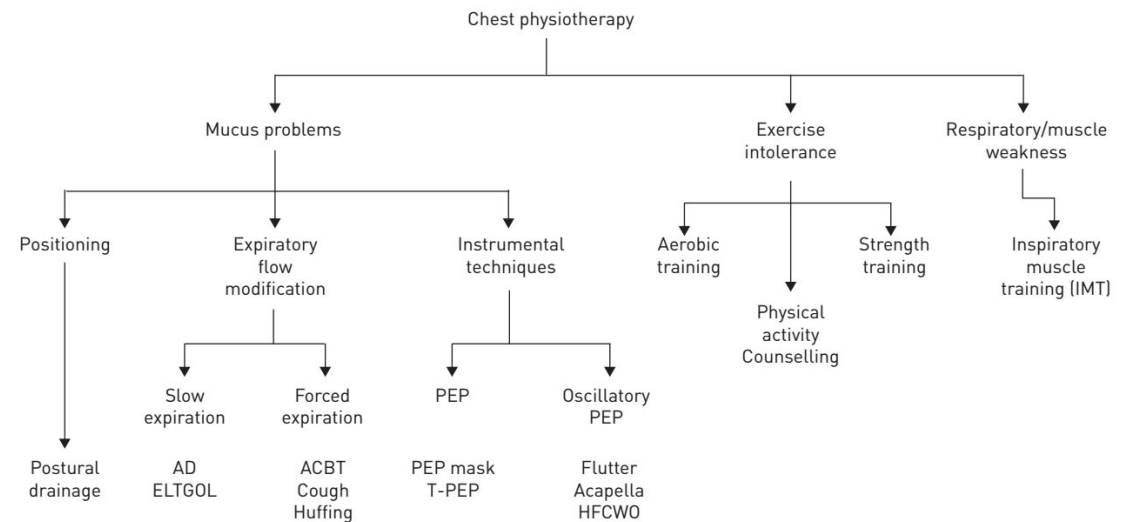 Chest physiotherapy
Mucus problems
Exercise
intolerance
Respiratory/muscle
weakness
Positioning
Expiratory
flow
modification
Instrumental
techniques
Aerobic
training
Physical
activity
Counselling
Strength
training
Inspiratory
muscle
training (IMT)
Slow
expiration
Forced
expiration
PEP
Oscillatory
PEP
Postural
drainage
AD
ELTGOL
ACBT
Cough
Huffing
PEP mask
T-PEP
Flutter
Acapella
HFCWO